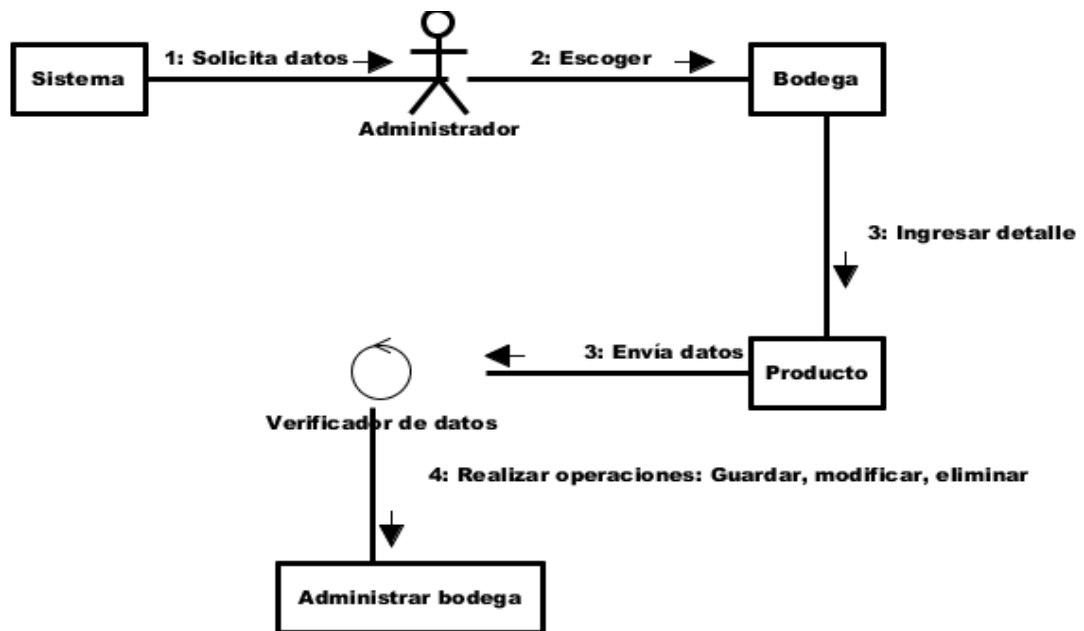 Sistema
1: Solicita datos
Administrador
2: Escoger
Bodega
3: Ingresar detalle
Producto
3: Envía datos
Verificador de datos
4: Realizar operaciones: Guardar, modificar, eliminar
Administrar bodega